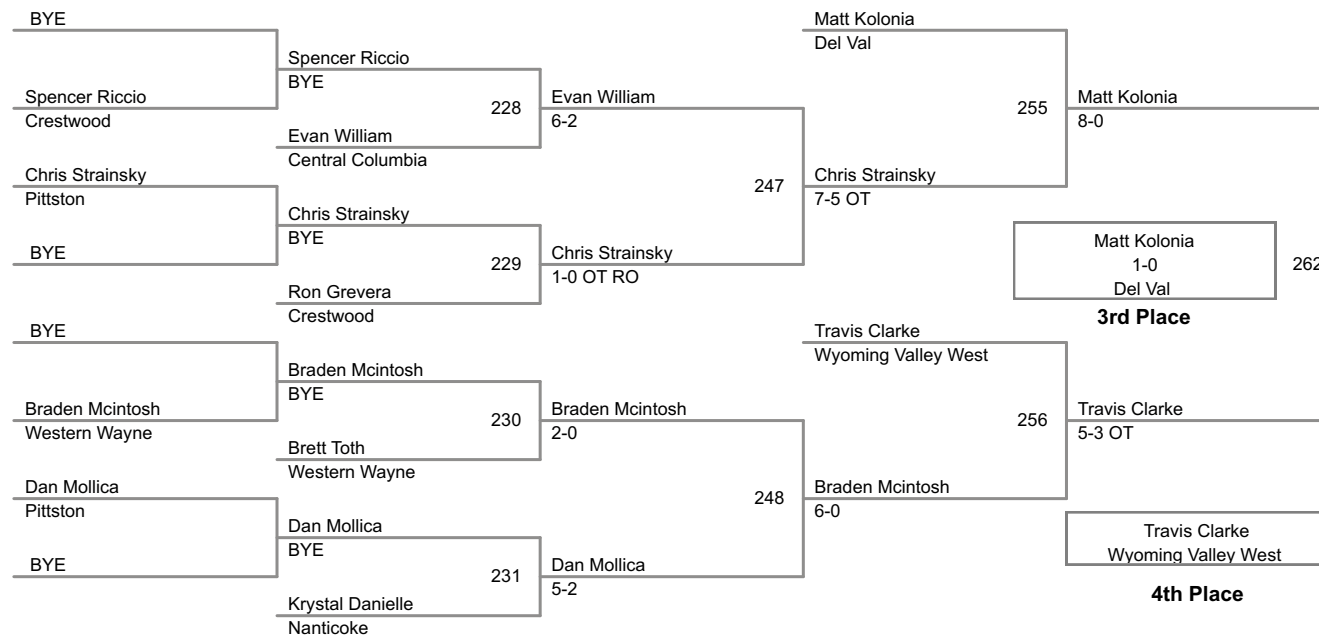 BYE
Spencer Riccio
Crestwood
Chris Strainsky
Pittston
BYE
BYE
Braden Mcintosh
Western Wayne
Dan Mollica
Pittston
BYE
Spencer Riccio
BYE
228
Evan William
Central Columbia
Chris Strainsky
BYE
229
Ron Grevera
Crestwood
Braden Mcintosh
BYE
230
Brett Toth
Western Wayne
Dan Mollica
BYE
231
Krystal Danielle
Nanticoke
Evan William
6-2
247
Chris Strainsky
1-0 OT RO
Braden Mcintosh
2-0
248
Dan Mollica
5-2
Matt Kolonia
Del Val
255
Chris Strainsky
7-5 OT
Travis Clarke
Wyoming Valley West
256
Braden Mcintosh
6-0
Matt Kolonia
8-0
Matt Kolonia
1-0
Del Val
262
3rd Place
Travis Clarke
5-3 OT
Travis Clarke
Wyoming Valley West
4th Place